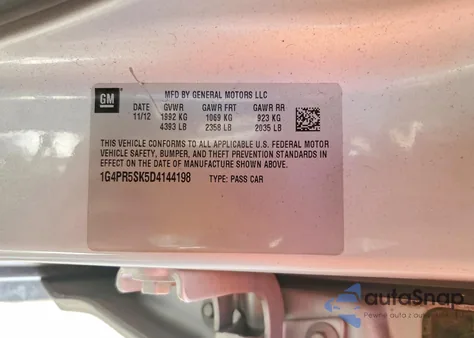 GM
MFD BY GENERAL MOTORS LLC
DATE GVWR GAWR FRT GAWR RR
11/12 1992 KG 1069 KG 923 KG
4393 LB 2358 LB 2035 LB
THIS VEHICLE CONFORMS TO ALL APPLICABLE U.S. FEDERAL MOTOR
VEHICLE SAFETY, BUMPER, AND THEFT PREVENTION STANDARDS IN
EFFECT ON THE DATE OF MANUFACTURE SHOWN ABOVE.
1G4PR5SK5D4144198 TYPE: PASS CAR
autoSnap
Pewne auta z